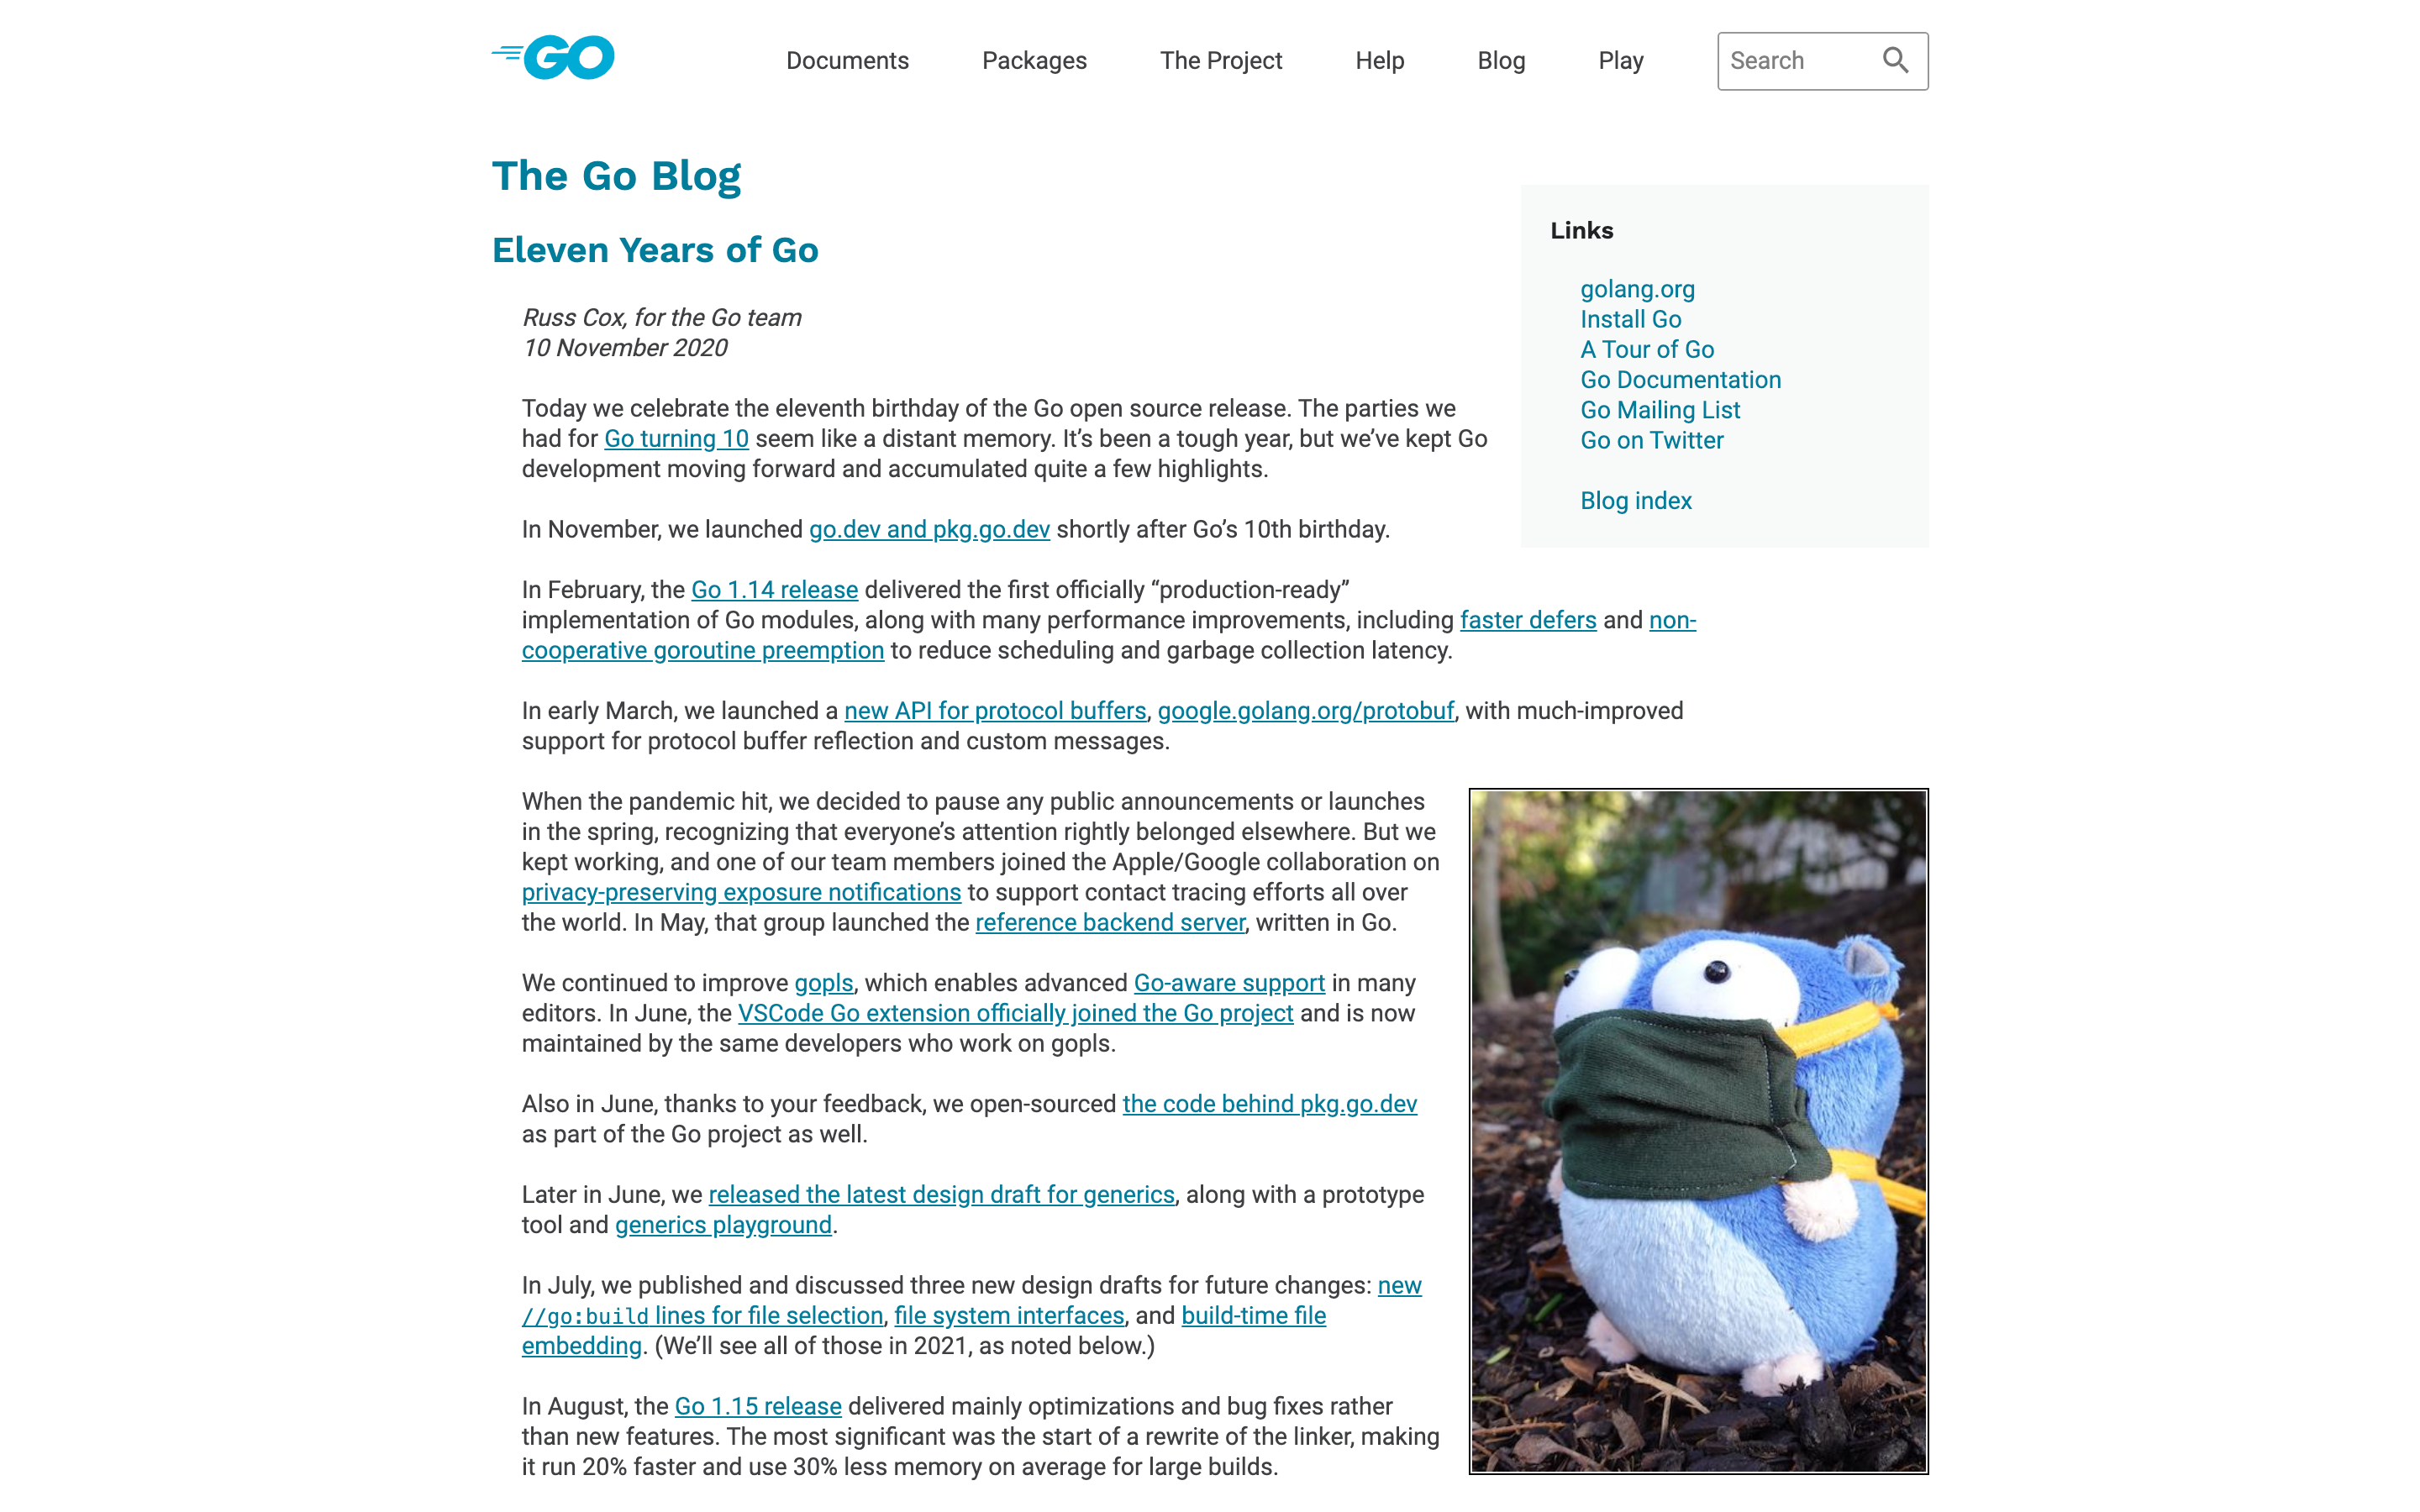 GO
Documents
Packages
The Project
Help
Blog
Play
Search
The Go Blog
Eleven Years of Go
Russ Cox, for the Go team
10 November 2020
Today we celebrate the eleventh birthday of the Go open source release. The parties we
had for Go turning 10 seem like a distant memory. It’s been a tough year, but we’ve kept Go
development moving forward and accumulated quite a few highlights.
In November, we launched go.dev and pkg.go.dev shortly after Go’s 10th birthday.
In February, the Go 1.14 release delivered the first officially “production-ready”
implementation of Go modules, along with many performance improvements, including faster defers and non-
cooperative goroutine preemption to reduce scheduling and garbage collection latency.
In early March, we launched a new API for protocol buffers, google.golang.org/protobuf, with much-improved
support for protocol buffer reflection and custom messages.
When the pandemic hit, we decided to pause any public announcements or launches
in the spring, recognizing that everyone’s attention rightly belonged elsewhere. But we
kept working, and one of our team members joined the Apple/Google collaboration on
privacy-preserving exposure notifications to support contact tracing efforts all over
the world. In May, that group launched the reference backend server, written in Go.
We continued to improve gopls, which enables advanced Go-aware support in many
editors. In June, the VSCode Go extension officially joined the Go project and is now
maintained by the same developers who work on gopls.
Also in June, thanks to your feedback, we open-sourced the code behind pkg.go.dev
as part of the Go project as well.
Later in June, we released the latest design draft for generics, along with a prototype
tool and generics playground.
In July, we published and discussed three new design drafts for future changes: new
//go:build lines for file selection, file system interfaces, and build-time file
embedding. (We’ll see all of those in 2021, as noted below.)
In August, the Go 1.15 release delivered mainly optimizations and bug fixes rather
than new features. The most significant was the start of a rewrite of the linker, making
it run 20% faster and use 30% less memory on average for large builds.
Links
golang.org
Install Go
A Tour of Go
Go Documentation
Go Mailing List
Go on Twitter
Blog index